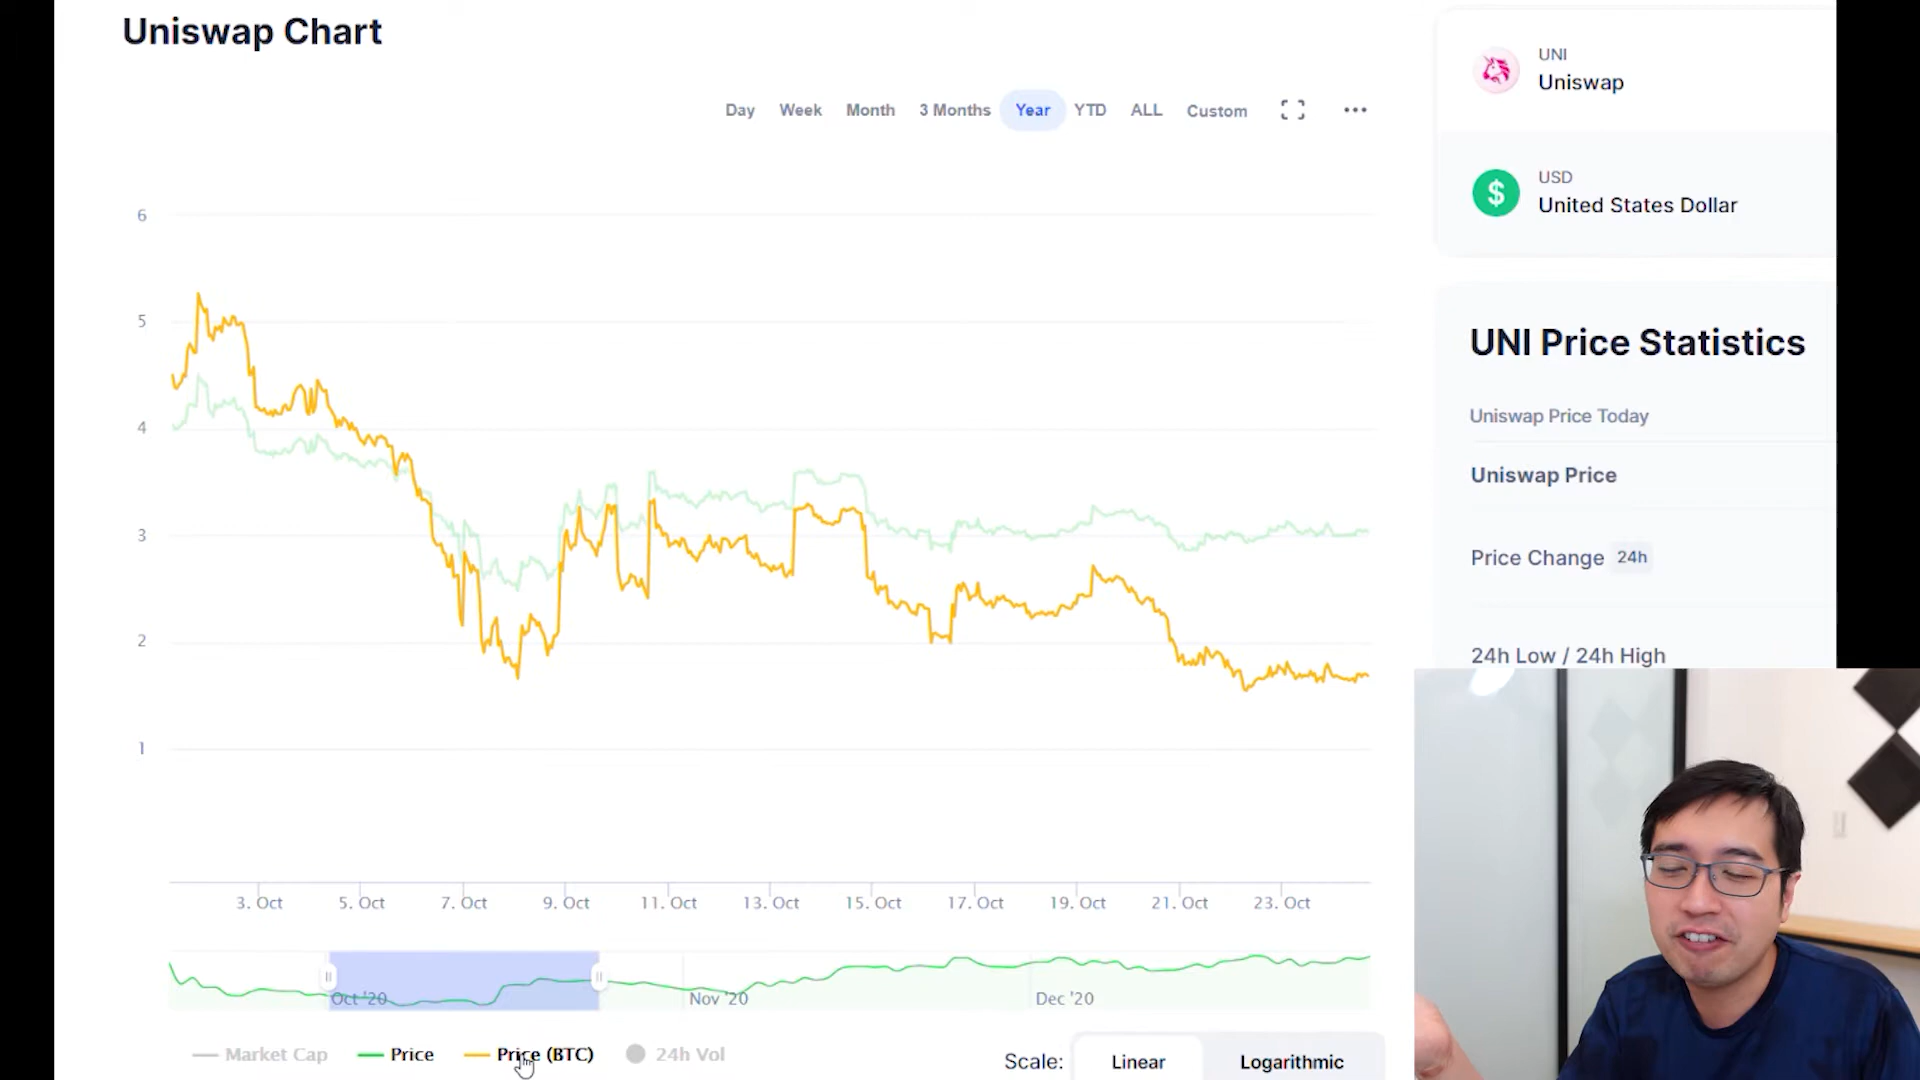 Uniswap Chart
Day Week Month 3 Months Year YTD ALL Custom
6
5
4
3
2
1
3. Oct 5. Oct 7. Oct 9. Oct 11. Oct 13. Oct 15. Oct 17. Oct 19. Oct 21. Oct 23. Oct
Oct '20 Nov '20 Dec '20
Market Cap Price Price (BTC) 24h Vol
Scale: Linear Logarithmic
UNI
Uniswap
$
USD
United States Dollar
UNI Price Statistics
Uniswap Price Today
Uniswap Price
Price Change 24h
24h Low / 24h High